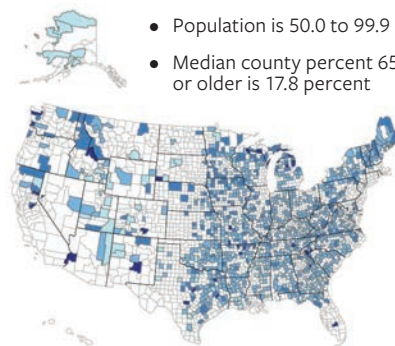 • Population is 50.0 to 99.9
• Median county percent 65
or older is 17.8 percent